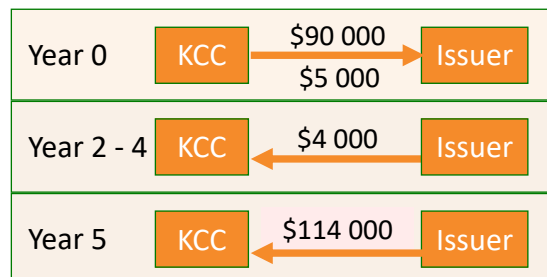 Year 0 KCC $90 000 Issuer
$5 000
Year 2 - 4 KCC $4 000 Issuer
Year 5 KCC $114 000 Issuer